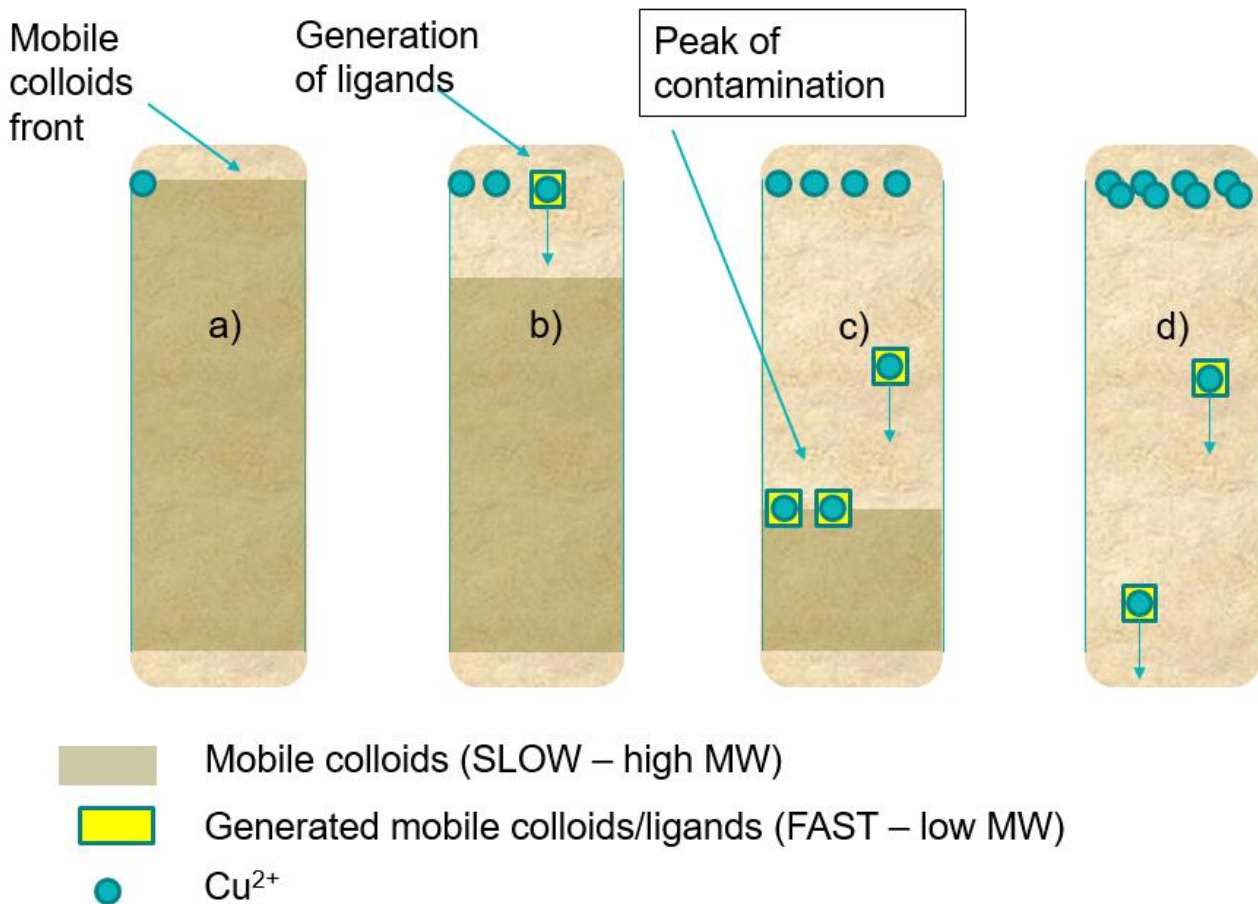 Mobile
colloids
front
Generation
of ligands
Peak of
contamination
a)
b)
c)
d)
Mobile colloids (SLOW – high MW)
Generated mobile colloids/ligands (FAST – low MW)
Cu²⁺